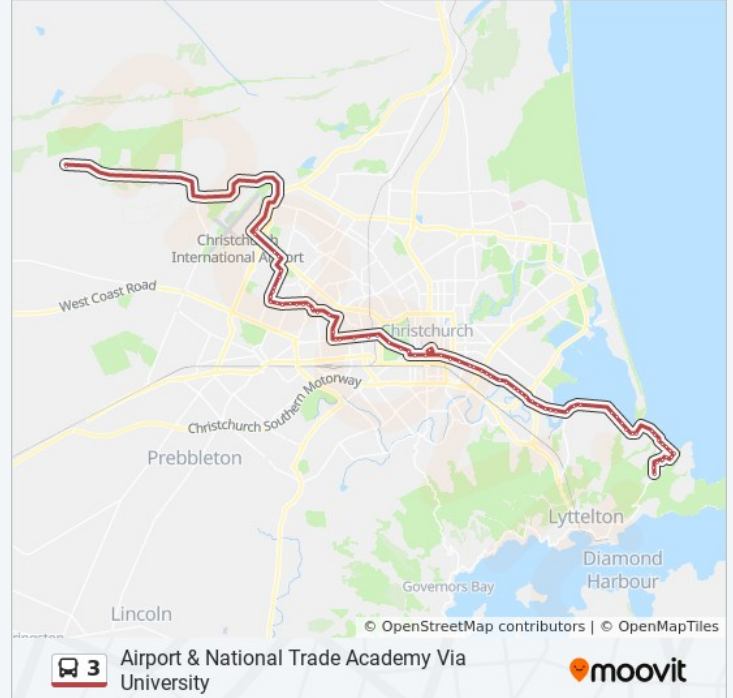 Christchurch
International Airport
West Coast Road
Christchurch
Christchurch Southern Motorway
Prebbleton
Lyttelton
Diamond
Harbour
Governors Bay
Lincoln
© OpenStreetMap contributors | © OpenMapTiles
3 Airport & National Trade Academy Via
University
moovit